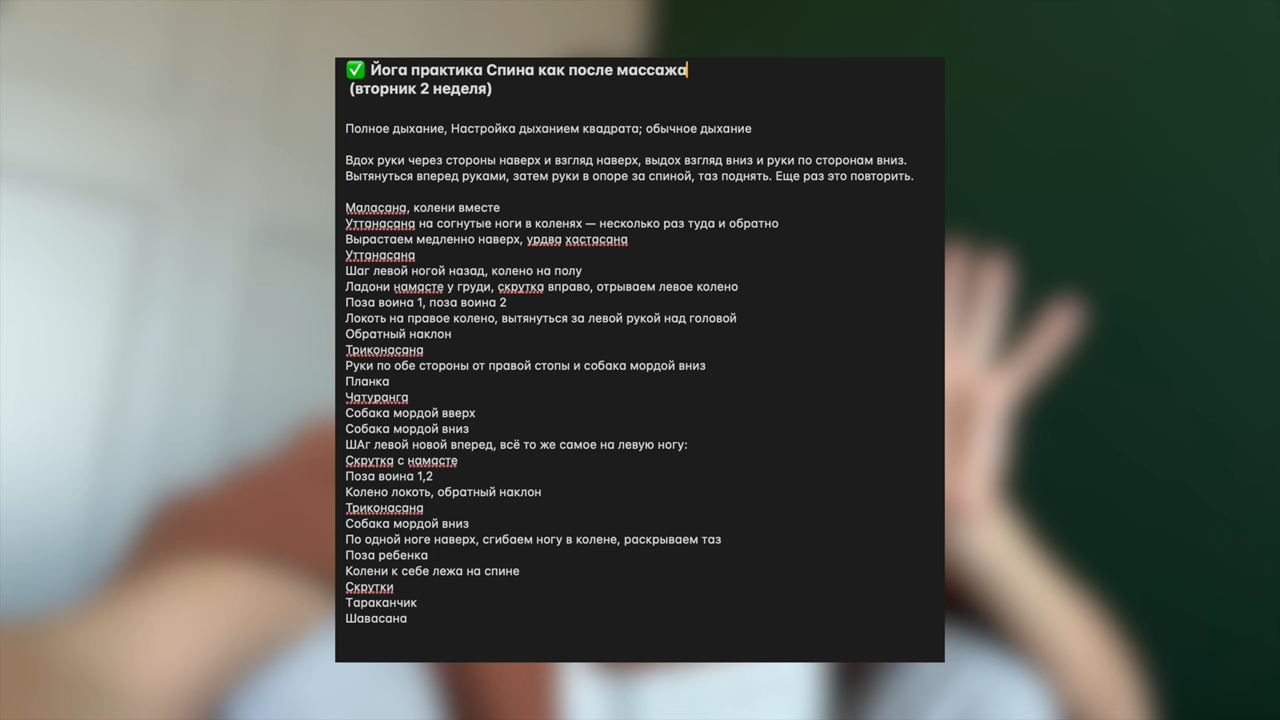 ✅ Йога практика Спина как после массажа
(вторник 2 неделя)
Полное дыхание, Настройка дыханием квадрата; обычное дыхание
Вдох руки через стороны наверх и взгляд наверх, выдох взгляд вниз и руки по сторонам вниз.
Вытянуться вперед руками, затем руки в опоре за спиной, таз поднять. Еще раз это повторить.
Маласана, колени вместе
Уттанасана на согнутые ноги в коленях — несколько раз туда и обратно
Вырастаем медленно наверх, урдва хастасана
Уттанасана
Шаг левой ногой назад, колено на полу
Ладони намасте у груди, скрутка вправо, отрываем левое колено
Поза воина 1, поза воина 2
Локоть на правое колено, вытянуться за левой рукой над головой
Обратный наклон
Триконасана
Руки по обе стороны от правой стопы и собака мордой вниз
Планка
Чатуранга
Собака мордой вверх
Собака мордой вниз
ШАг левой новой вперед, всё то же самое на левую ногу:
Скрутка с намасте
Поза воина 1,2
Колено локоть, обратный наклон
Триконасана
Собака мордой вниз
По одной ноге наверх, сгибаем ногу в колене, раскрываем таз
Поза ребенка
Колени к себе лежа на спине
Скрутки
Тараканчик
Шавасана